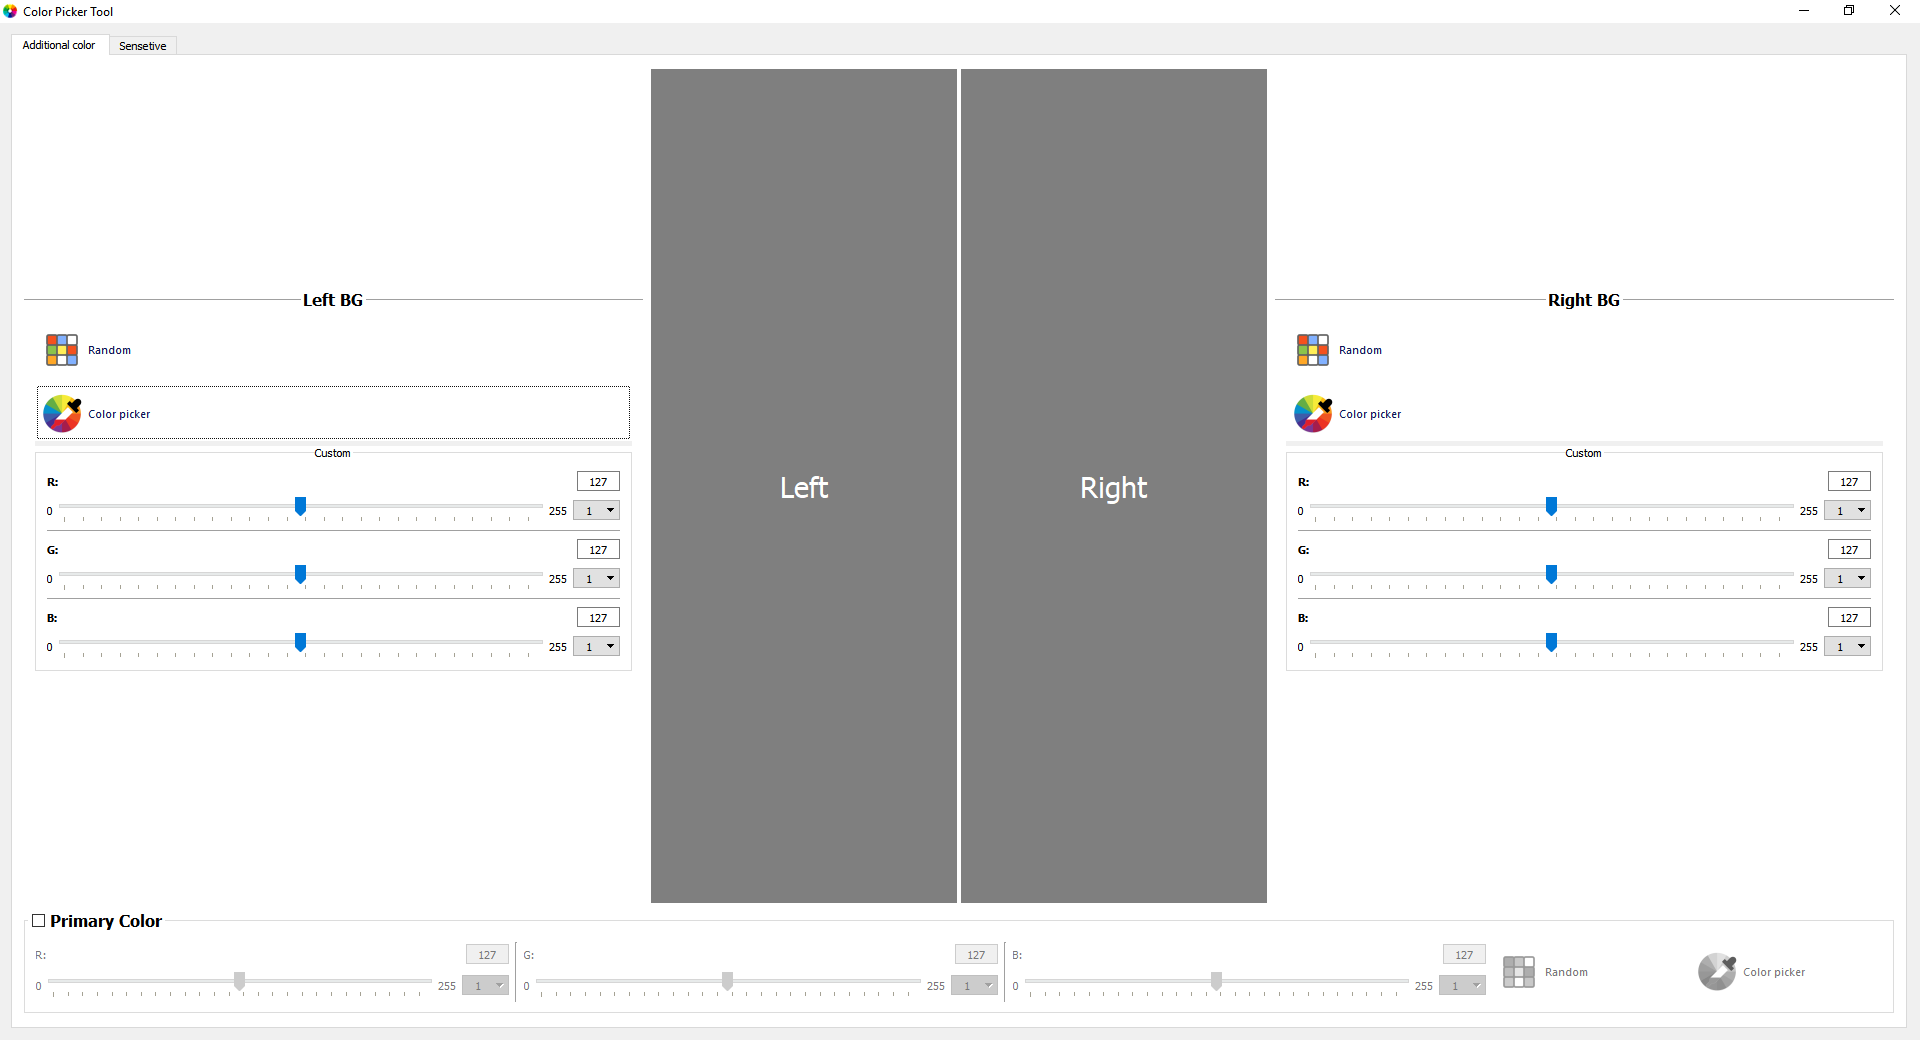 Color Picker Tool
Additional color
Sensetive
Left BG
Random
Color picker
Custom
R:
127
0
255
1
G:
127
0
255
1
B:
127
0
255
1
Left
Right
Right BG
Random
Color picker
Custom
R:
127
0
255
1
G:
127
0
255
1
B:
127
0
255
1
Primary Color
R:
127
0
255
1
G:
127
0
255
1
B:
127
0
255
1
Random
Color picker